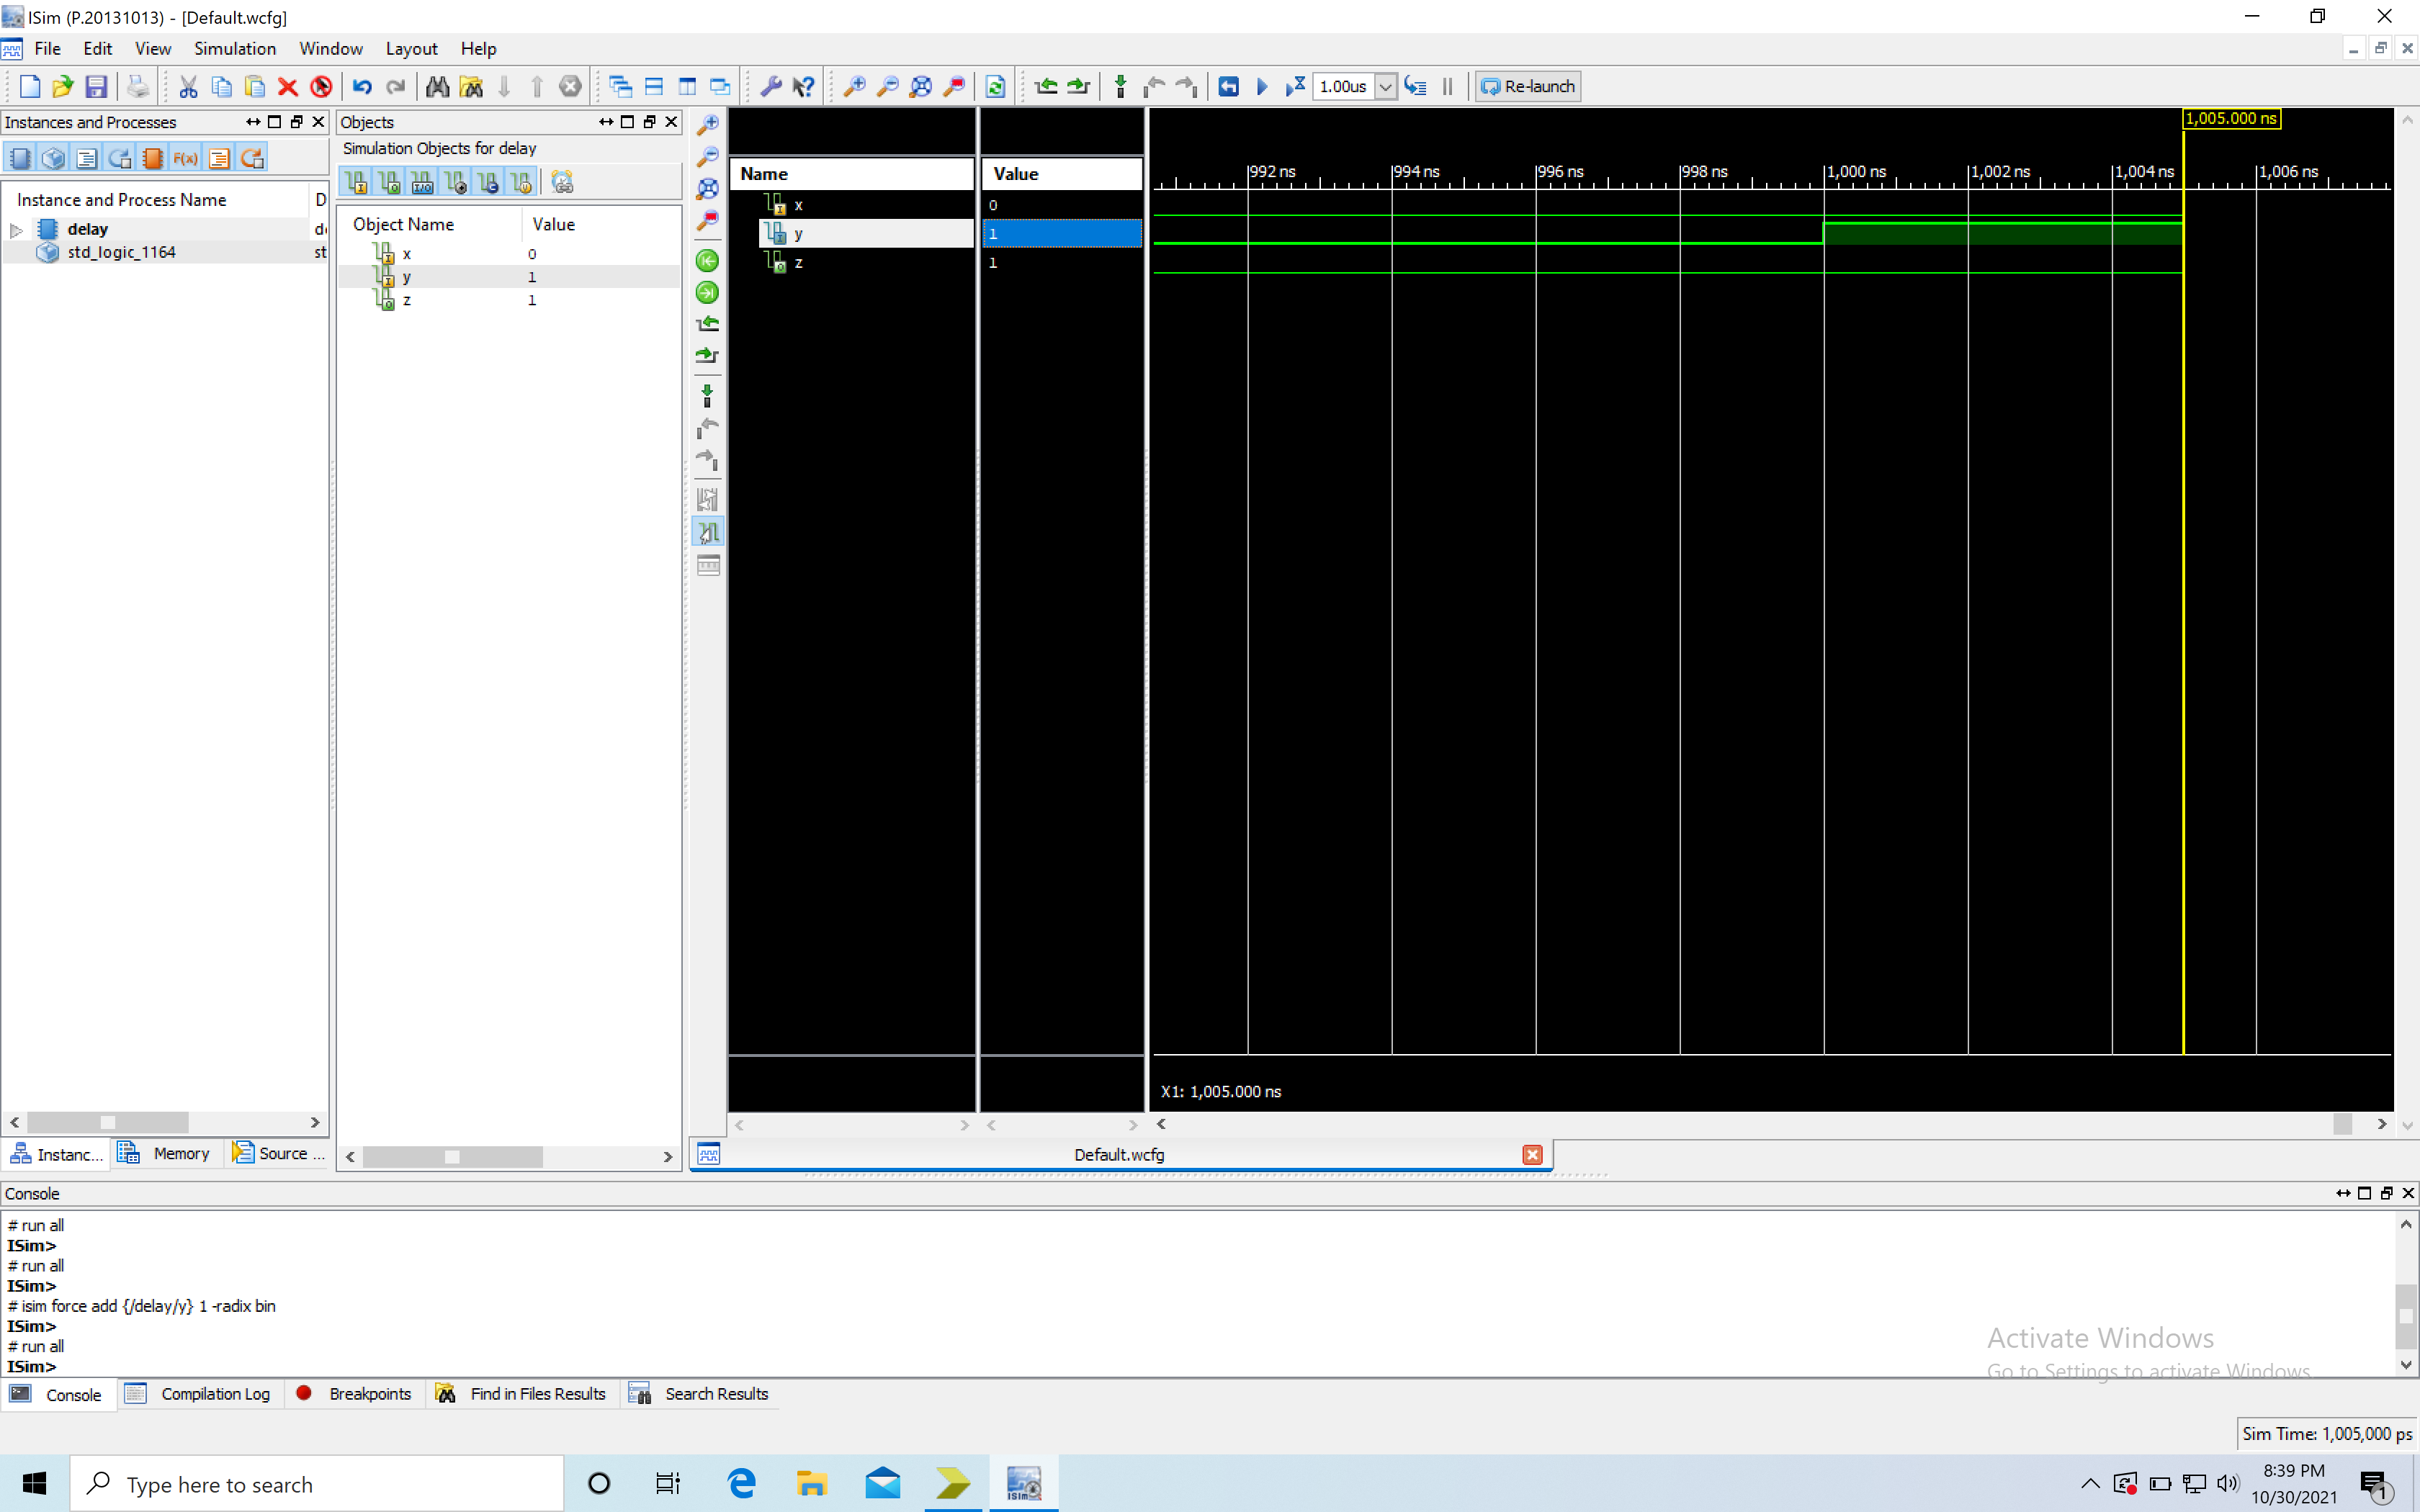 ISim (P.20131013) - [Default.wcfg]
File Edit View Simulation Window Layout Help
1.00us Re-launch
Instances and Processes
Instance and Process Name D
delay de
std_logic_1164 st
Instanc... Memory Source ...
Objects
Simulation Objects for delay
Object Name Value
x 0
y 1
z 1
Name Value
x 0
y 1
z 1
1,005.000 ns
992 ns 994 ns 996 ns 998 ns 1,000 ns 1,002 ns 1,004 ns 1,006 ns
X1: 1,005.000 ns
Default.wcfg
Console
# run all
ISim>
# run all
ISim>
# isim force add {/delay/y} 1 -radix bin
ISim>
# run all
ISim>
Activate Windows
Go to Settings to activate Windows.
Console Compilation Log Breakpoints Find in Files Results Search Results
Sim Time: 1,005,000 ps
Type here to search
ISim
8:39 PM
10/30/2021
1